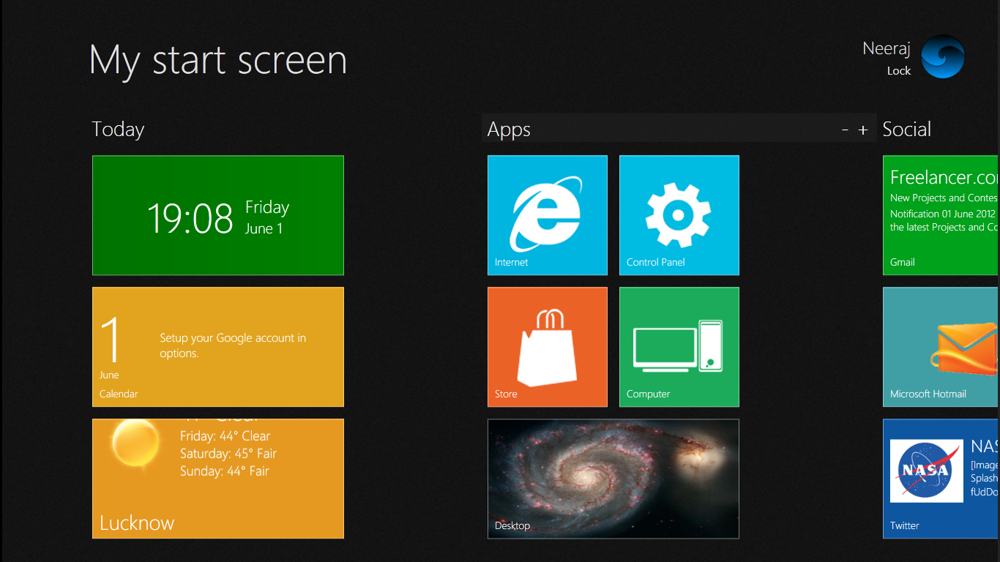 My start screen
Neeraj
Lock
Today
19:08
Friday
June 1
1
Setup your Google account in
options.
June
Calendar
Friday: 44° Clear
Saturday: 45° Fair
Sunday: 44° Fair
Lucknow
Apps
- +
Internet
Control Panel
Store
Computer
Desktop
Social
Freelancer.co
New Projects and Contes
Notification 01 June 2012
the latest Projects and Co
Gmail
Microsoft Hotmail
NASA
NAS
[Image
Splash
fUdDo
Twitter